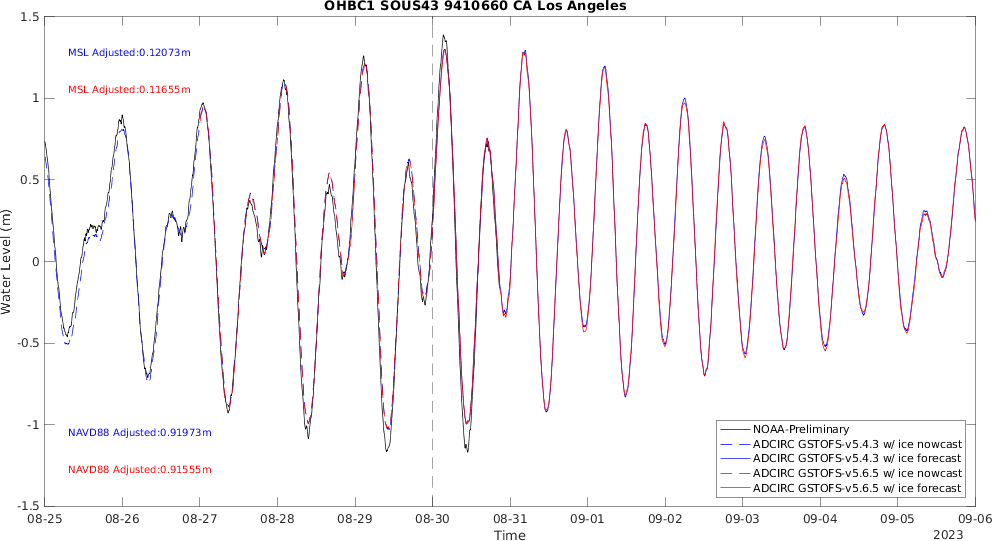 OHBC1 SOUS43 9410660 CA Los Angeles
1.5
MSL Adjusted:0.12073m
MSL Adjusted:0.11655m
1
0.5
0
Water Level (m)
-0.5
-1
NAVD88 Adjusted:0.91973m
NAVD88 Adjusted:0.91555m
-1.5
NOAA-Preliminary
ADCIRC GSTOFS-v5.4.3 w/ ice nowcast
ADCIRC GSTOFS-v5.4.3 w/ ice forecast
ADCIRC GSTOFS-v5.6.5 w/ ice nowcast
ADCIRC GSTOFS-v5.6.5 w/ ice forecast
08-25 08-26 08-27 08-28 08-29 08-30 08-31 09-01 09-02 09-03 09-04 09-05 09-06
Time
2023